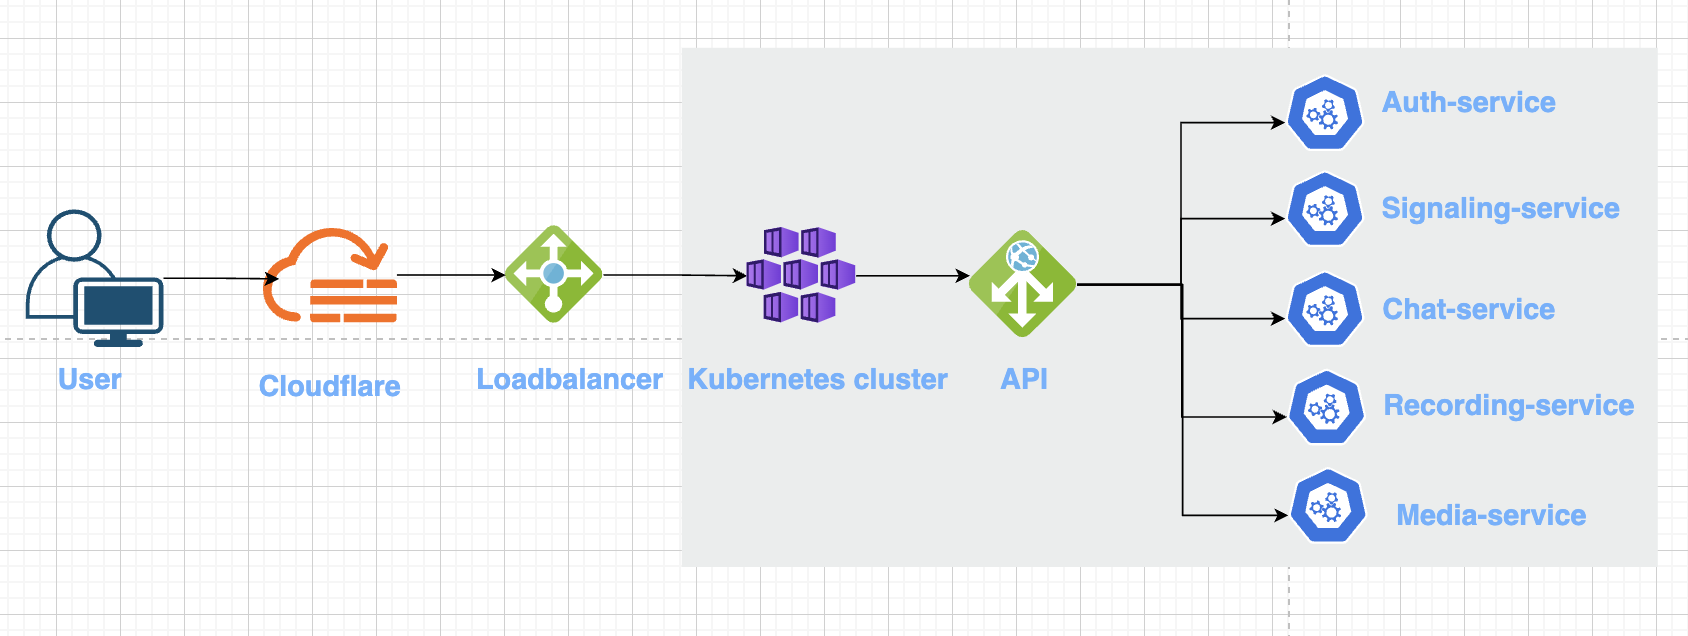 Auth-service
Signaling-service
Chat-service
User
Cloudflare
Loadbalancer
Kubernetes cluster
API
Recording-service
Media-service